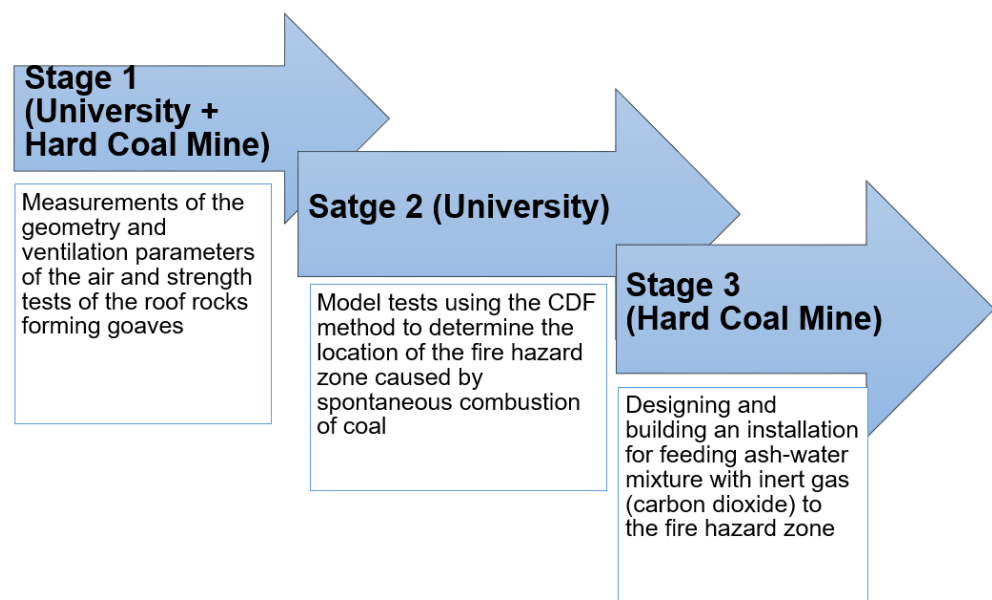 Stage 1
(University +
Hard Coal Mine)
Measurements of the
geometry and
ventilation parameters
of the air and strength
tests of the roof rocks
forming goaves
Satge 2 (University)
Model tests using the CDF
method to determine the
location of the fire hazard
zone caused by
spontaneous combustion
of coal
Stage 3
(Hard Coal Mine)
Designing and
building an installation
for feeding ash-water
mixture with inert gas
(carbon dioxide) to
the fire hazard zone